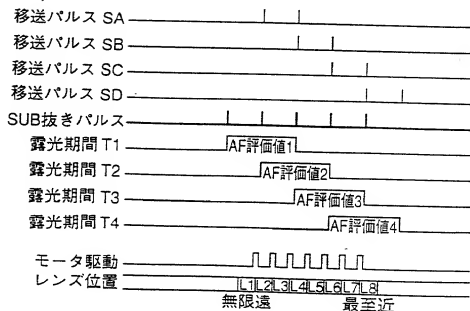 移送パルス SA
移送パルス SB
移送パルス SC
移送パルス SD
SUB抜きパルス
露光期間 T1 AF評価値1
露光期間 T2 AF評価値2
露光期間 T3 AF評価値3
露光期間 T4 AF評価値4
モータ駆動
レンズ位置 L1 L2 L3 L4 L5 L6 L7 L8
無限遠 最至近